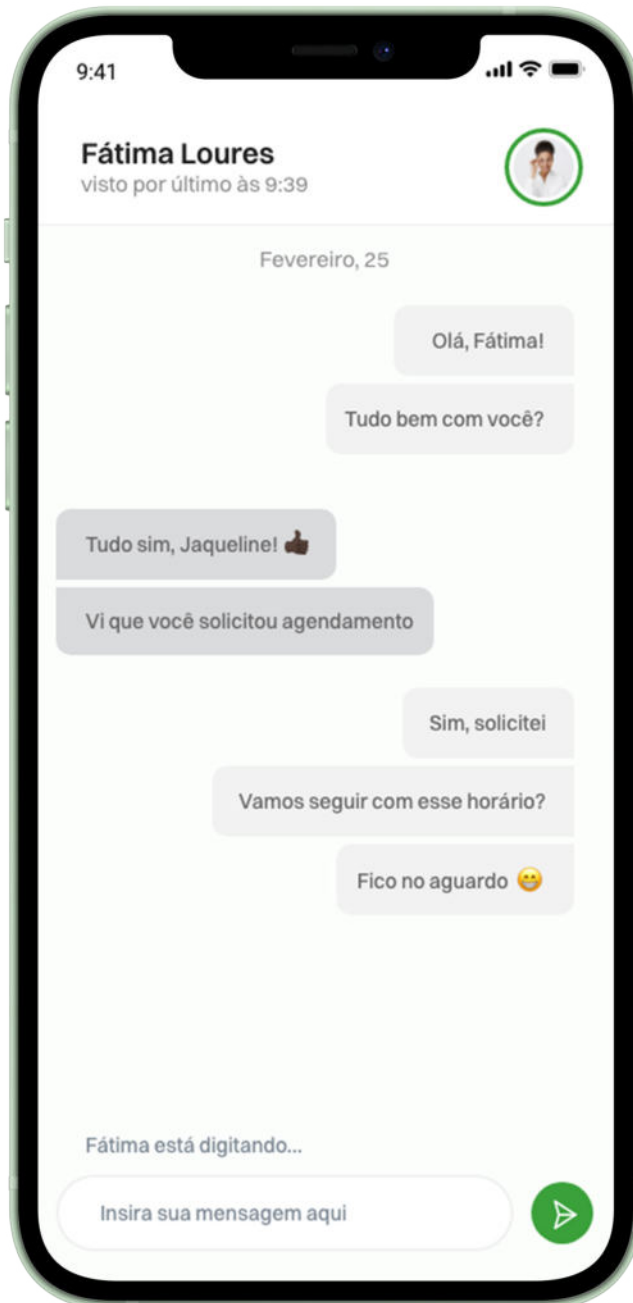 9:41
Fátima Loures
visto por último às 9:39
Fevereiro, 25
Olá, Fátima!
Tudo bem com você?
Tudo sim, Jaqueline! 👍🏿
Vi que você solicitou agendamento
Sim, solicitei
Vamos seguir com esse horário?
Fico no aguardo 😁
Fátima está digitando...
Insira sua mensagem aqui